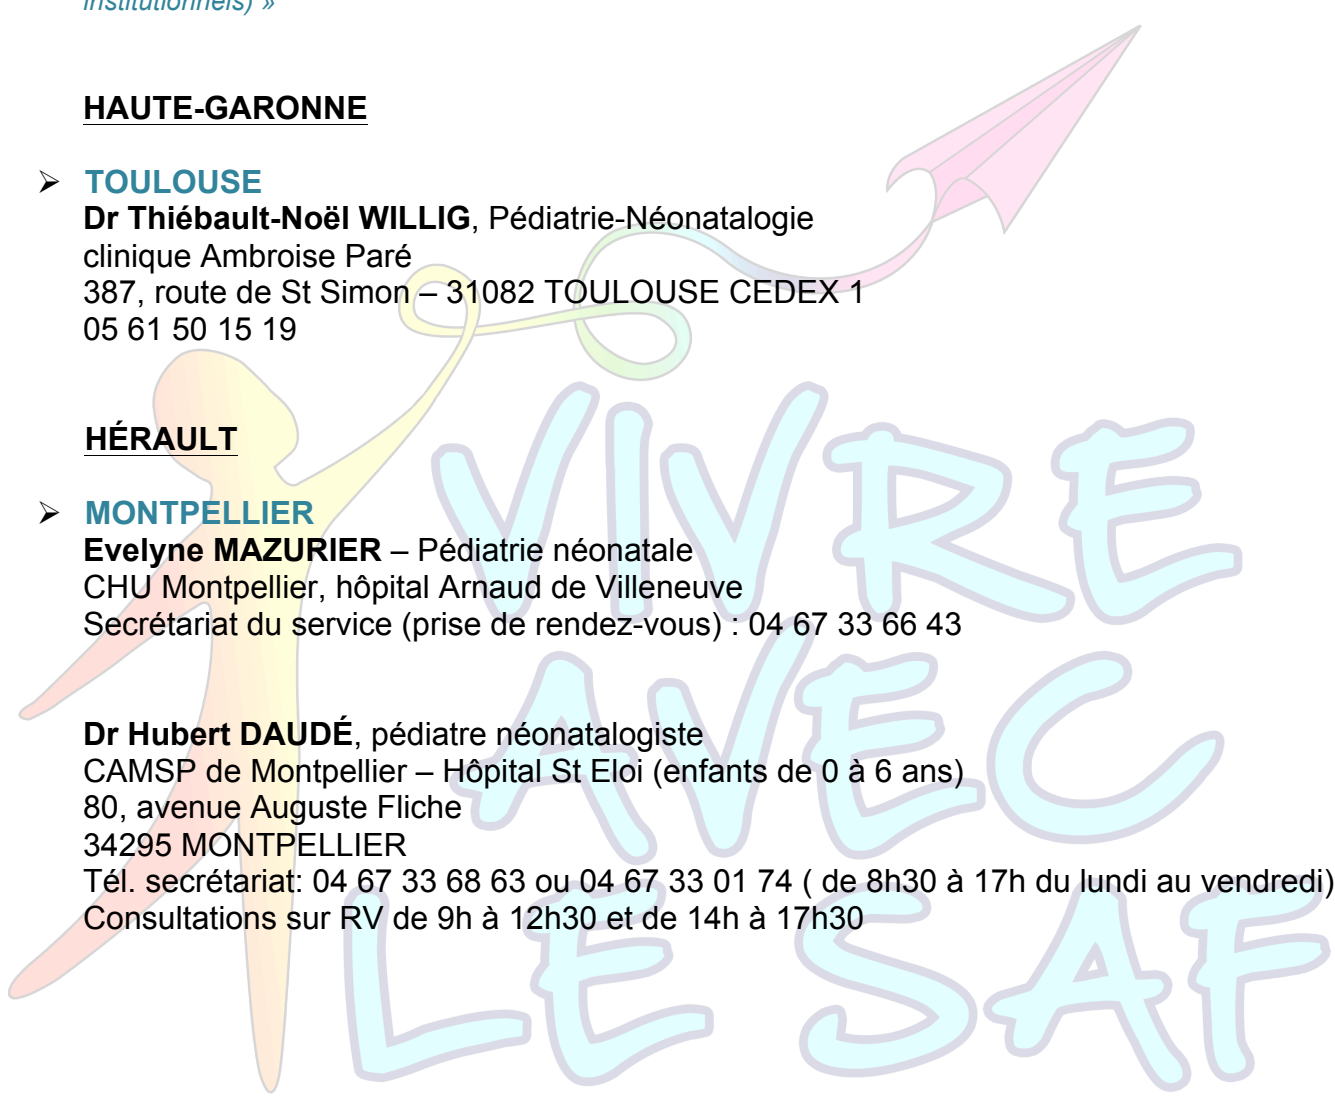 institutionnels) »
HAUTE-GARONNE
➢ TOULOUSE
Dr Thiébault-Noël WILLIG, Pédiatrie-Néonatalogie
clinique Ambroise Paré
387, route de St Simon – 31082 TOULOUSE CEDEX 1
05 61 50 15 19
HÉRAULT
➢ MONTPELLIER
Evelyne MAZURIER – Pédiatrie néonatale
CHU Montpellier, hôpital Arnaud de Villeneuve
Secrétariat du service (prise de rendez-vous) : 04 67 33 66 43
Dr Hubert DAUDÉ, pédiatre néonatalogiste
CAMSP de Montpellier – Hôpital St Eloi (enfants de 0 à 6 ans)
80, avenue Auguste Fliche
34295 MONTPELLIER
Tél. secrétariat: 04 67 33 68 63 ou 04 67 33 01 74 ( de 8h30 à 17h du lundi au vendredi)
Consultations sur RV de 9h à 12h30 et de 14h à 17h30
VIVRE
AVEC
LE SAF